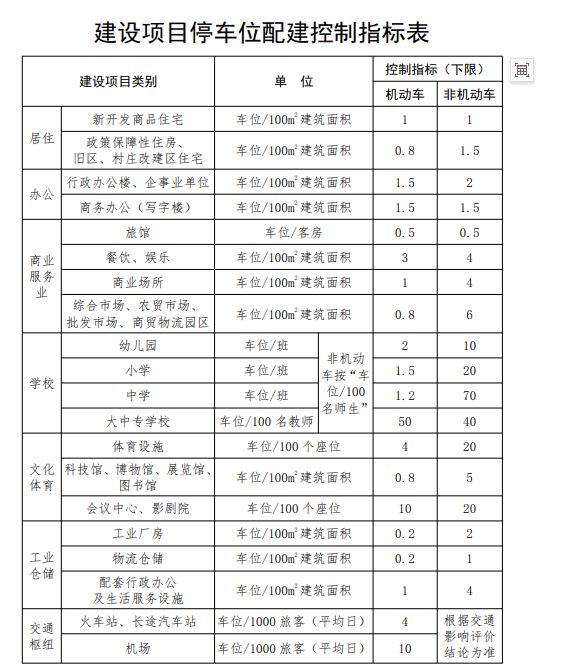 建设项目停车位配建控制指标表
建设项目类别 单 位 控制指标（下限）
机动车 非机动车
居住 新开发商品住宅 车位/100m²建筑面积 1 1
政策保障性住房、
旧区、村庄改建区住宅 车位/100m²建筑面积 0.8 1.5
办公 行政办公楼、企事业单位 车位/100m²建筑面积 1.5 2
商务办公（写字楼） 车位/100m²建筑面积 1.5 1.5
商业
服务
业 旅馆 车位/客房 0.5 0.5
餐饮、娱乐 车位/100m²建筑面积 3 4
商业场所 车位/100m²建筑面积 1 4
综合市场、农贸市场、
批发市场、商贸物流园区 车位/100m²建筑面积 0.8 6
学校 幼儿园 车位/班 非机动
车按“车
位/100
名师生” 2 10
小学 车位/班 1.5 20
中学 车位/班 1.2 70
大中专学校 车位/100名教师 50 40
文化
体育 体育设施 车位/100个座位 4 20
科技馆、博物馆、展览馆、
图书馆 车位/100m²建筑面积 0.8 5
会议中心、影剧院 车位/100个座位 10 20
工业
仓储 工业厂房 车位/100m²建筑面积 0.2 2
物流仓储 车位/100m²建筑面积 0.2 1
配套行政办公
及生活服务设施 车位/100m²建筑面积 1 4
交通
枢纽 火车站、长途汽车站 车位/1000旅客（平均日） 4 根据交通
影响评价
结论为准
机场 车位/1000旅客（平均日） 10